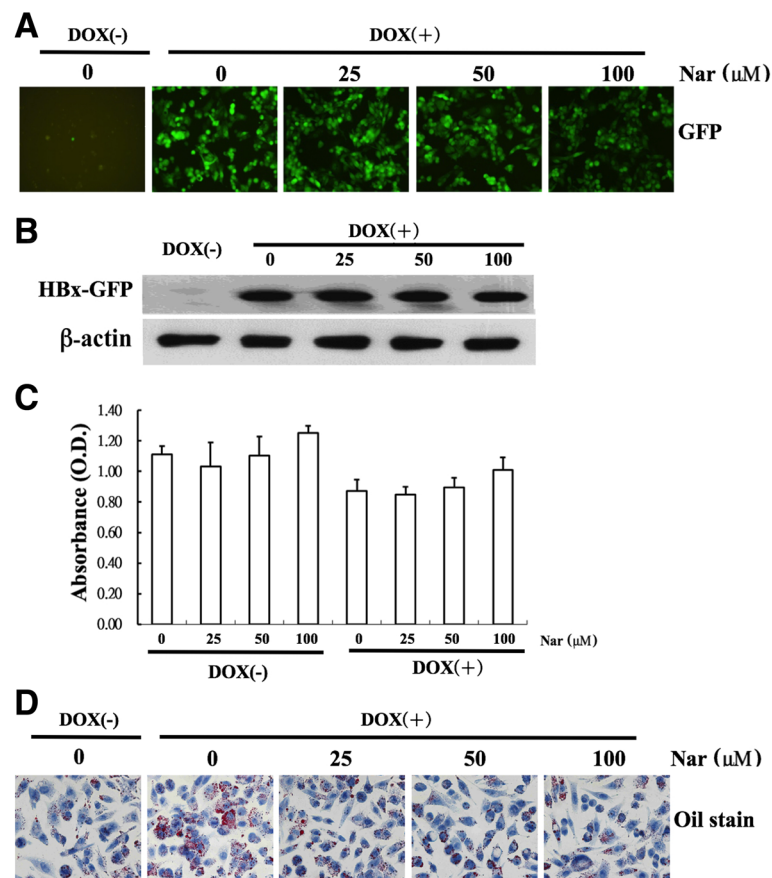 A
DOX(-) DOX(+)
0 0 25 50 100 Nar (μM)
GFP
B
DOX(-) DOX(+)
0 25 50 100
HBx-GFP
β-actin
C
Absorbance (O.D.)
1.40
1.20
1.00
0.80
0.60
0.40
0.20
0.00
0 25 50 100 0 25 50 100 Nar (μM)
DOX(-) DOX(+)
D
DOX(-) DOX(+)
0 0 25 50 100 Nar (μM)
Oil stain